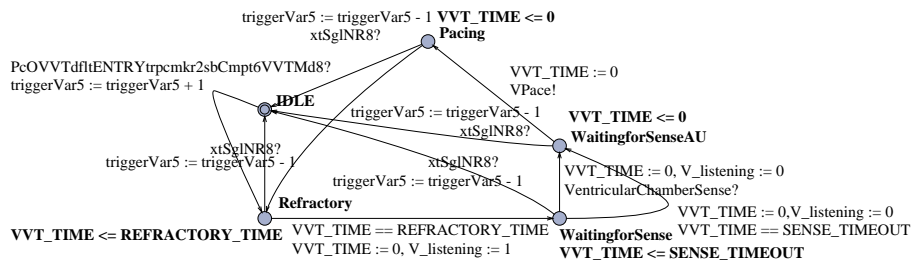 triggerVar5 := triggerVar5 - 1 VVT_TIME <= 0
xtSglNR8? Pacing
PcOVVTdfltENTRYtrpcmkr2sbCmpt6VVTMd8?
triggerVar5 := triggerVar5 + 1
VVT_TIME := 0
VPace!
IDLE
triggerVar5 := triggerVar5 - 1
xtSglNR8?
VVT_TIME <= 0
WaitingforSenseAU
xtSglNR8?
triggerVar5 := triggerVar5 - 1
xtSglNR8?
triggerVar5 := triggerVar5 - 1
VVT_TIME := 0, V_listening := 0
VentricularChamberSense?
Refractory
VVT_TIME <= REFRACTORY_TIME
VVT_TIME == REFRACTORY_TIME
VVT_TIME := 0, V_listening := 1
WaitingforSense
VVT_TIME <= SENSE_TIMEOUT
VVT_TIME := 0,V_listening := 0
VVT_TIME == SENSE_TIMEOUT